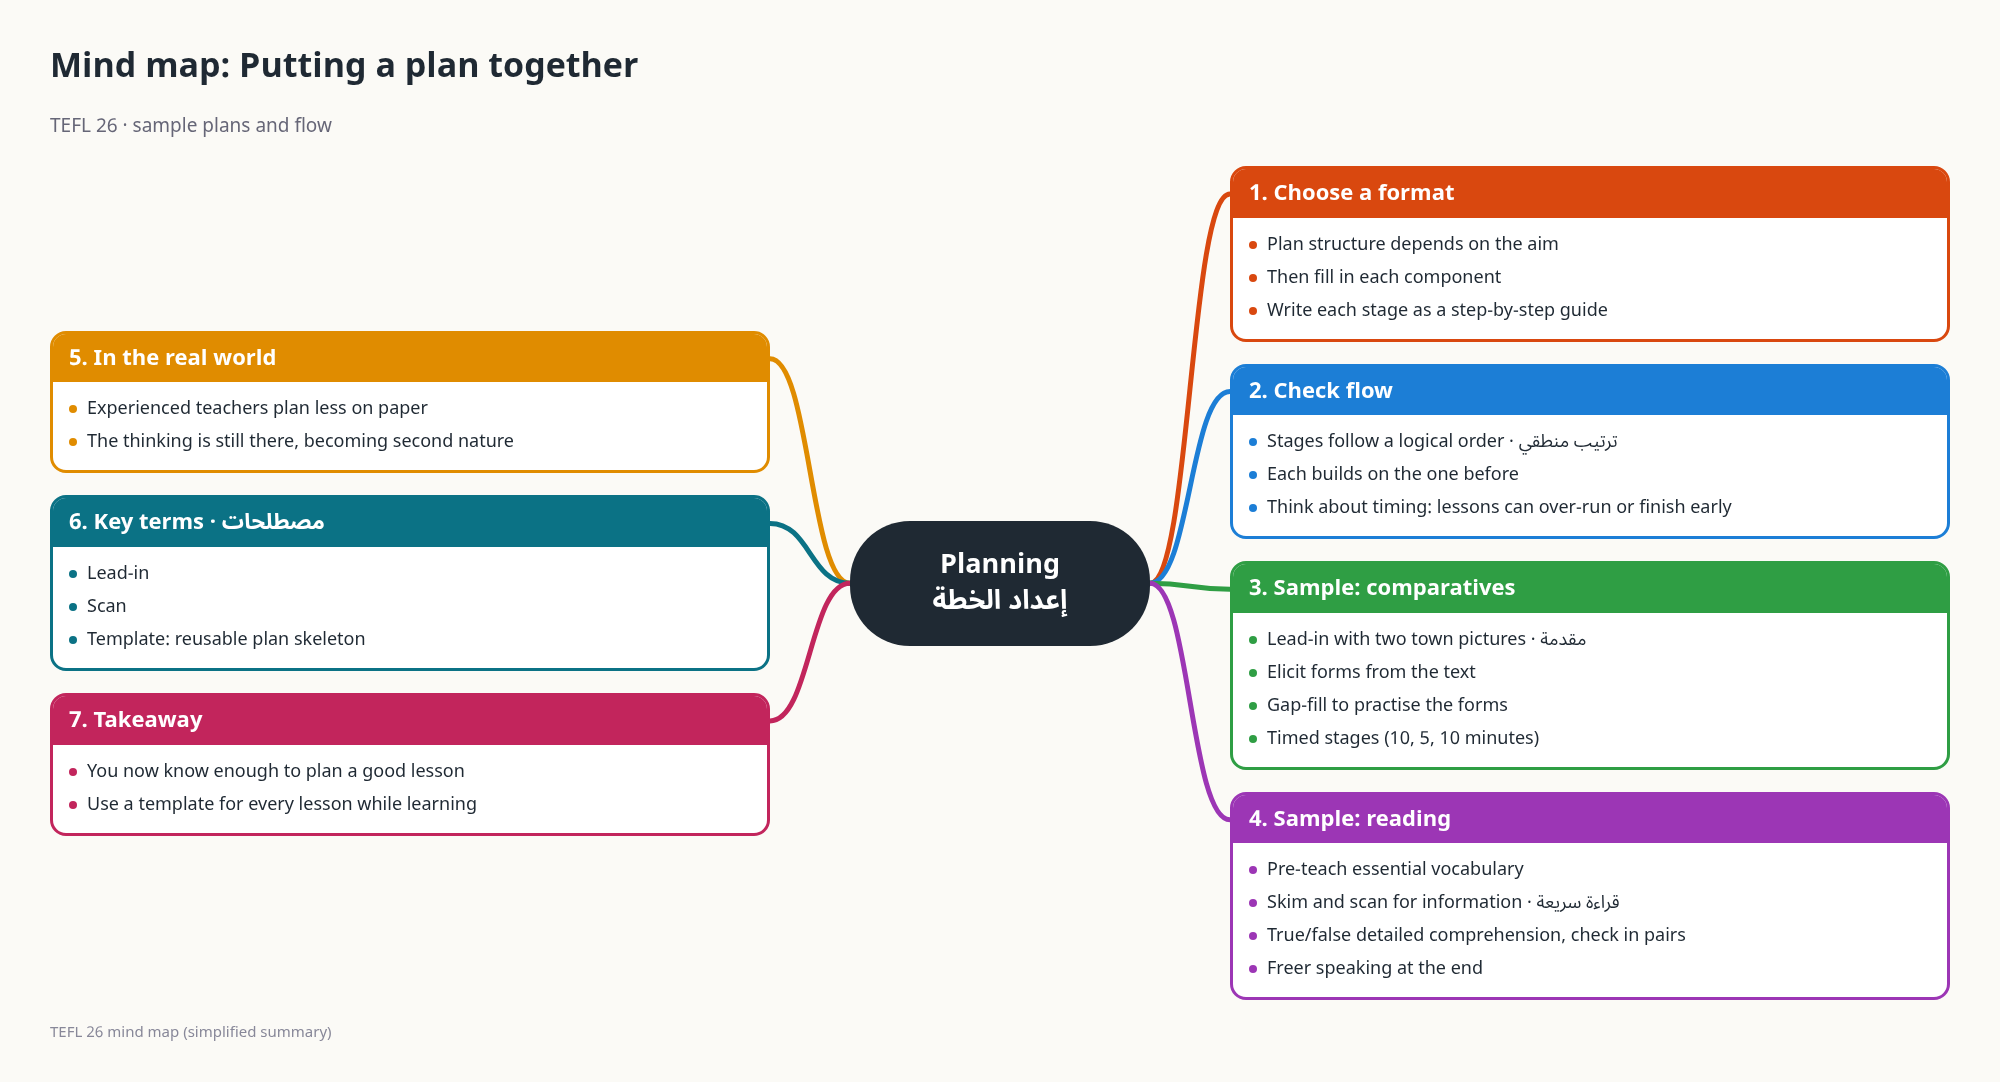 Mind map: Putting a plan together
TEFL 26 · sample plans and flow
Planning
إعداد الخطة
1. Choose a format
Plan structure depends on the aim
Then fill in each component
Write each stage as a step-by-step guide
2. Check flow
Stages follow a logical order · ترتيب منطقي
Each builds on the one before
Think about timing: lessons can over-run or finish early
3. Sample: comparatives
Lead-in with two town pictures · مقدمة
Elicit forms from the text
Gap-fill to practise the forms
Timed stages (10, 5, 10 minutes)
4. Sample: reading
Pre-teach essential vocabulary
Skim and scan for information · قراءة سريعة
True/false detailed comprehension, check in pairs
Freer speaking at the end
5. In the real world
Experienced teachers plan less on paper
The thinking is still there, becoming second nature
6. Key terms · مصطلحات
Lead-in
Scan
Template: reusable plan skeleton
7. Takeaway
You now know enough to plan a good lesson
Use a template for every lesson while learning
TEFL 26 mind map (simplified summary)